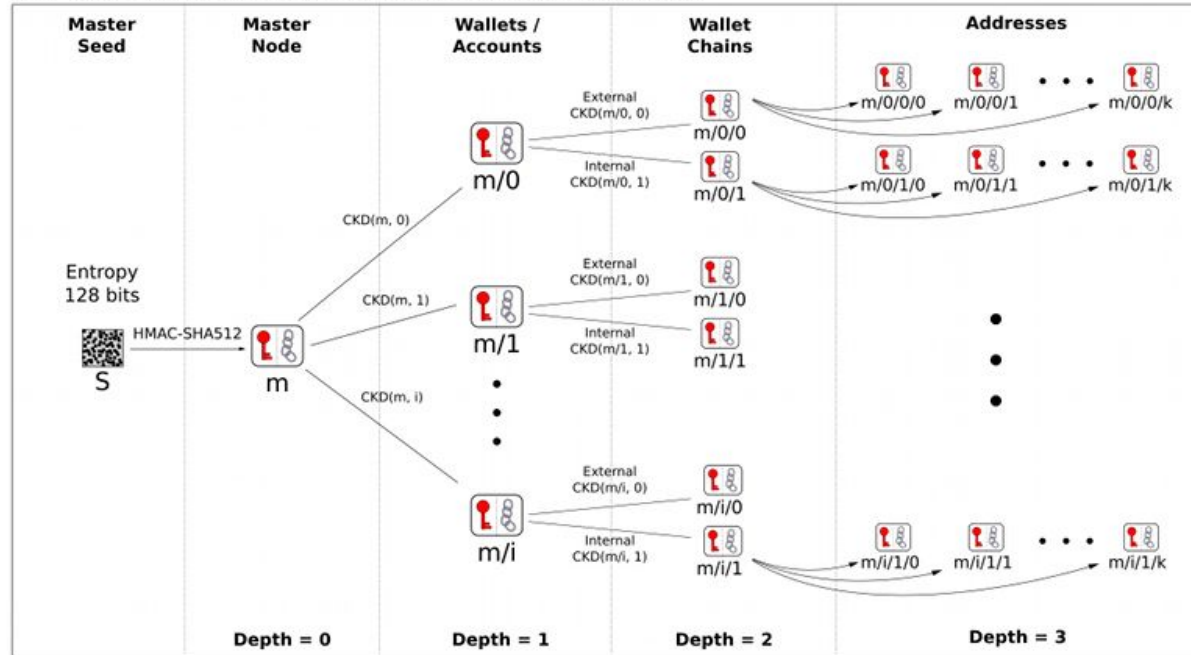 Master
Seed
Master
Node
Wallets /
Accounts
Wallet
Chains
Addresses
Entropy
128 bits
S
HMAC-SHA512
m
CKD(m, 0)
CKD(m, 1)
CKD(m, i)
m/0
m/1
m/i
External
CKD(m/0, 0)
Internal
CKD(m/0, 1)
External
CKD(m/1, 0)
Internal
CKD(m/1, 1)
External
CKD(m/i, 0)
Internal
CKD(m/i, 1)
m/0/0
m/0/1
m/1/0
m/1/1
m/i/0
m/i/1
m/0/0/0
m/0/0/1
m/0/0/k
m/0/1/0
m/0/1/1
m/0/1/k
m/i/1/0
m/i/1/1
m/i/1/k
Depth = 0
Depth = 1
Depth = 2
Depth = 3